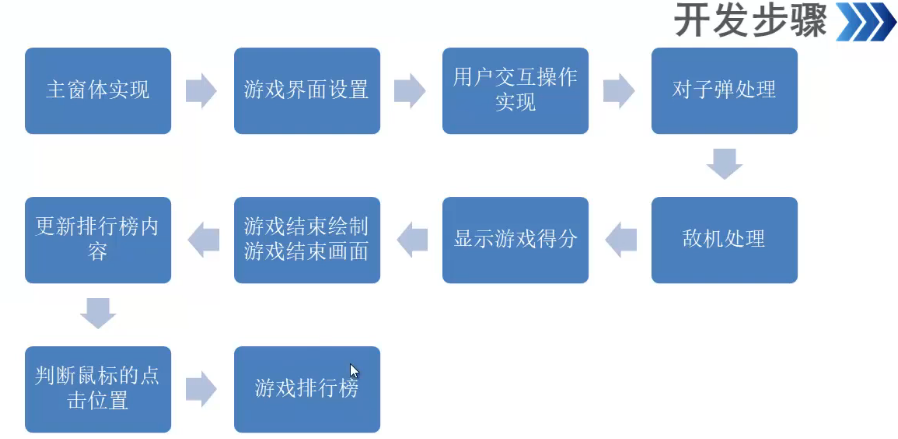 开发步骤
主窗体实现
游戏界面设置
用户交互操作
实现
对子弹处理
敌机处理
显示游戏得分
游戏结束绘制
游戏结束画面
更新排行榜内
容
判断鼠标的点
击位置
游戏排行榜